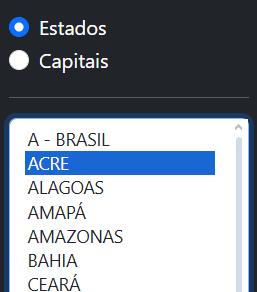 Estados
Capitais
A - BRASIL
ACRE
ALAGOAS
AMAPÁ
AMAZONAS
BAHIA
CEARÁ